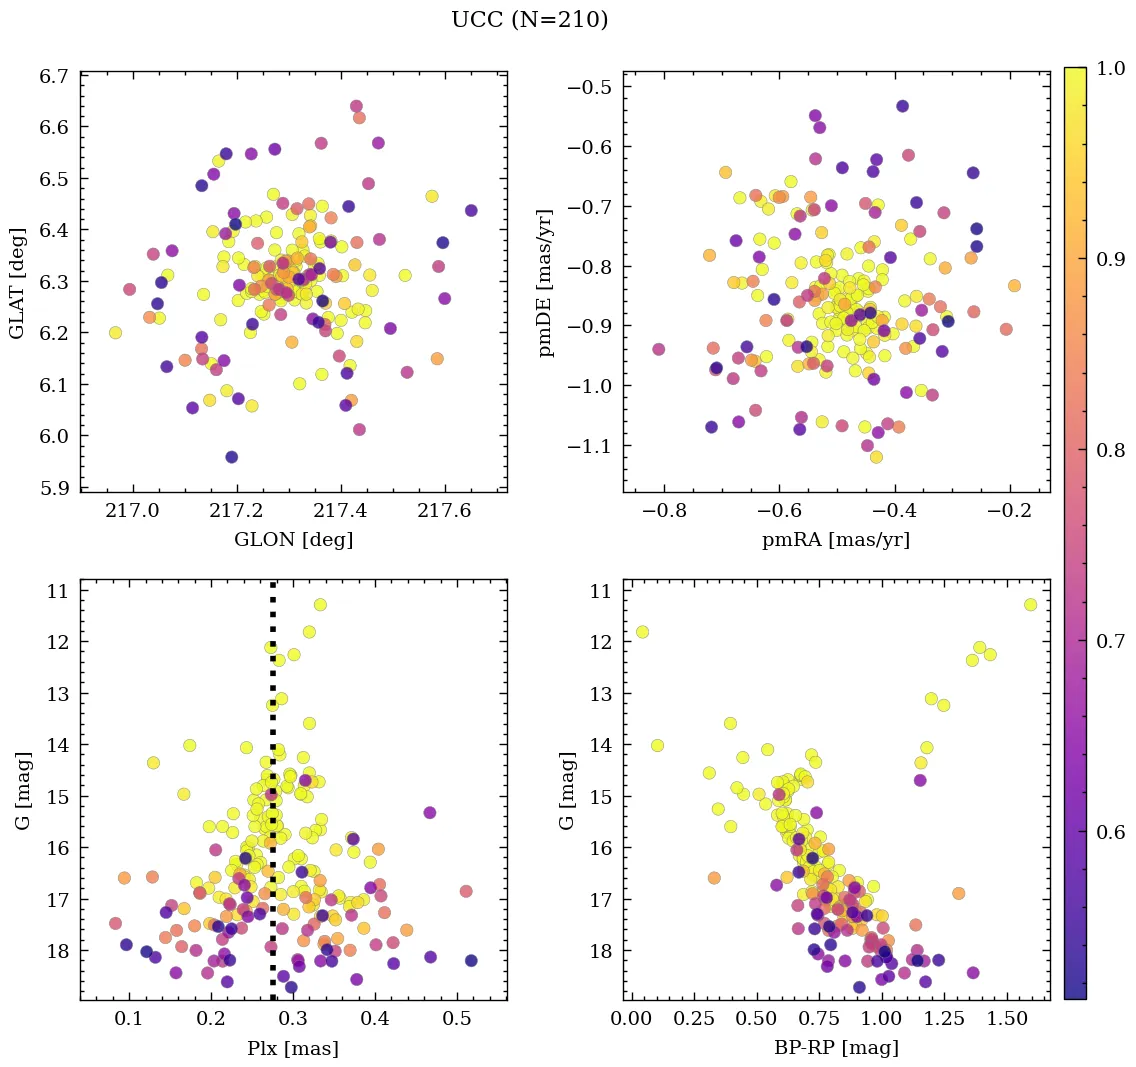 UCC (N=210)
6.7
6.6
6.5
6.4
6.3
6.2
6.1
6.0
5.9
GLAT [deg]
217.0 217.2 217.4 217.6
GLON [deg]
−0.5
−0.6
−0.7
−0.8
−0.9
−1.0
−1.1
pmDE [mas/yr]
−0.8 −0.6 −0.4 −0.2
pmRA [mas/yr]
1.0
0.9
0.8
0.7
0.6
11
12
13
14
15
16
17
18
G [mag]
0.1 0.2 0.3 0.4 0.5
Plx [mas]
11
12
13
14
15
16
17
18
G [mag]
0.00 0.25 0.50 0.75 1.00 1.25 1.50
BP-RP [mag]